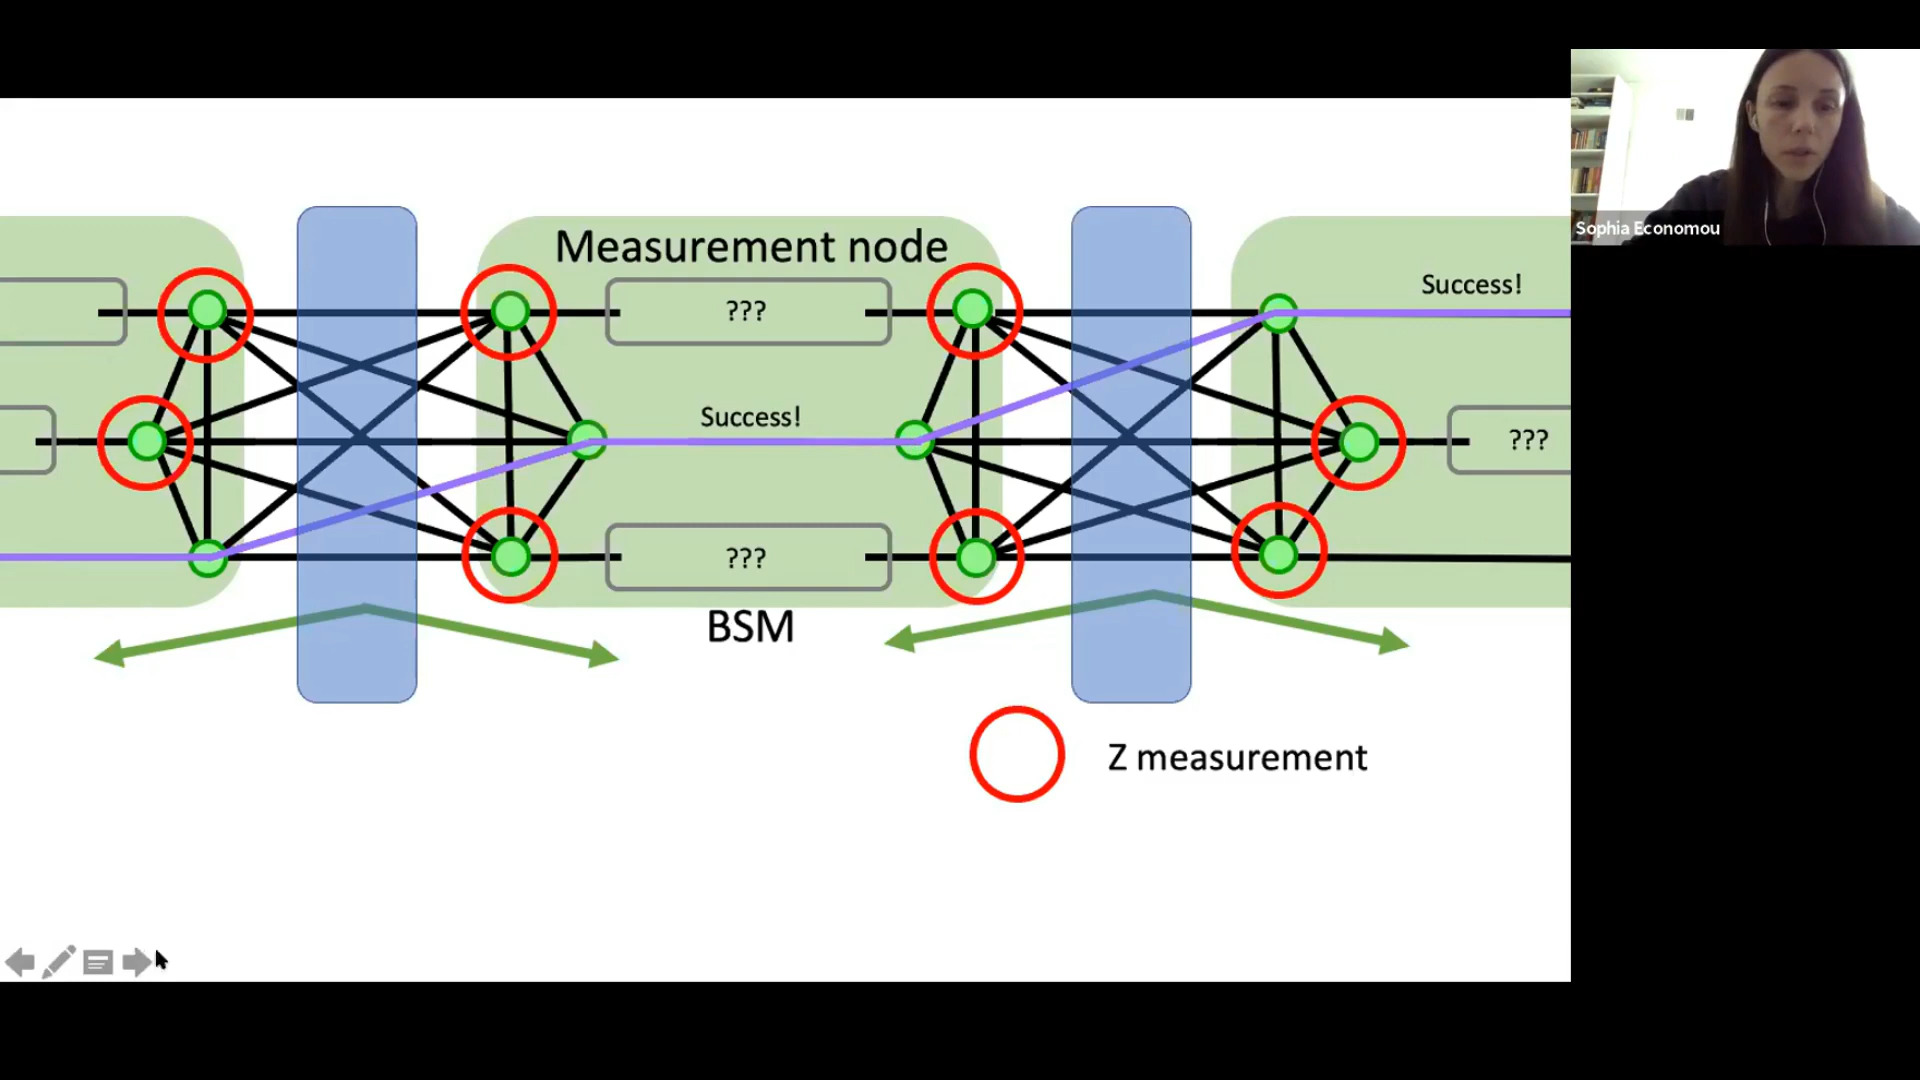 Sophia Economou
Measurement node
Success!
???
Success!
???
???
BSM
Z measurement